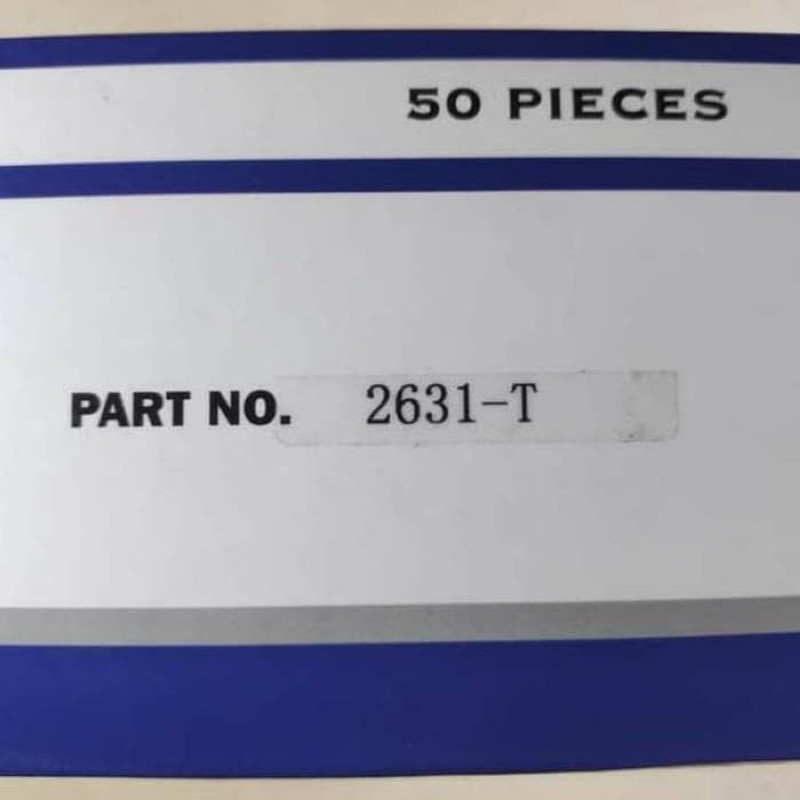 50 PIECES
PART NO. 2631-T